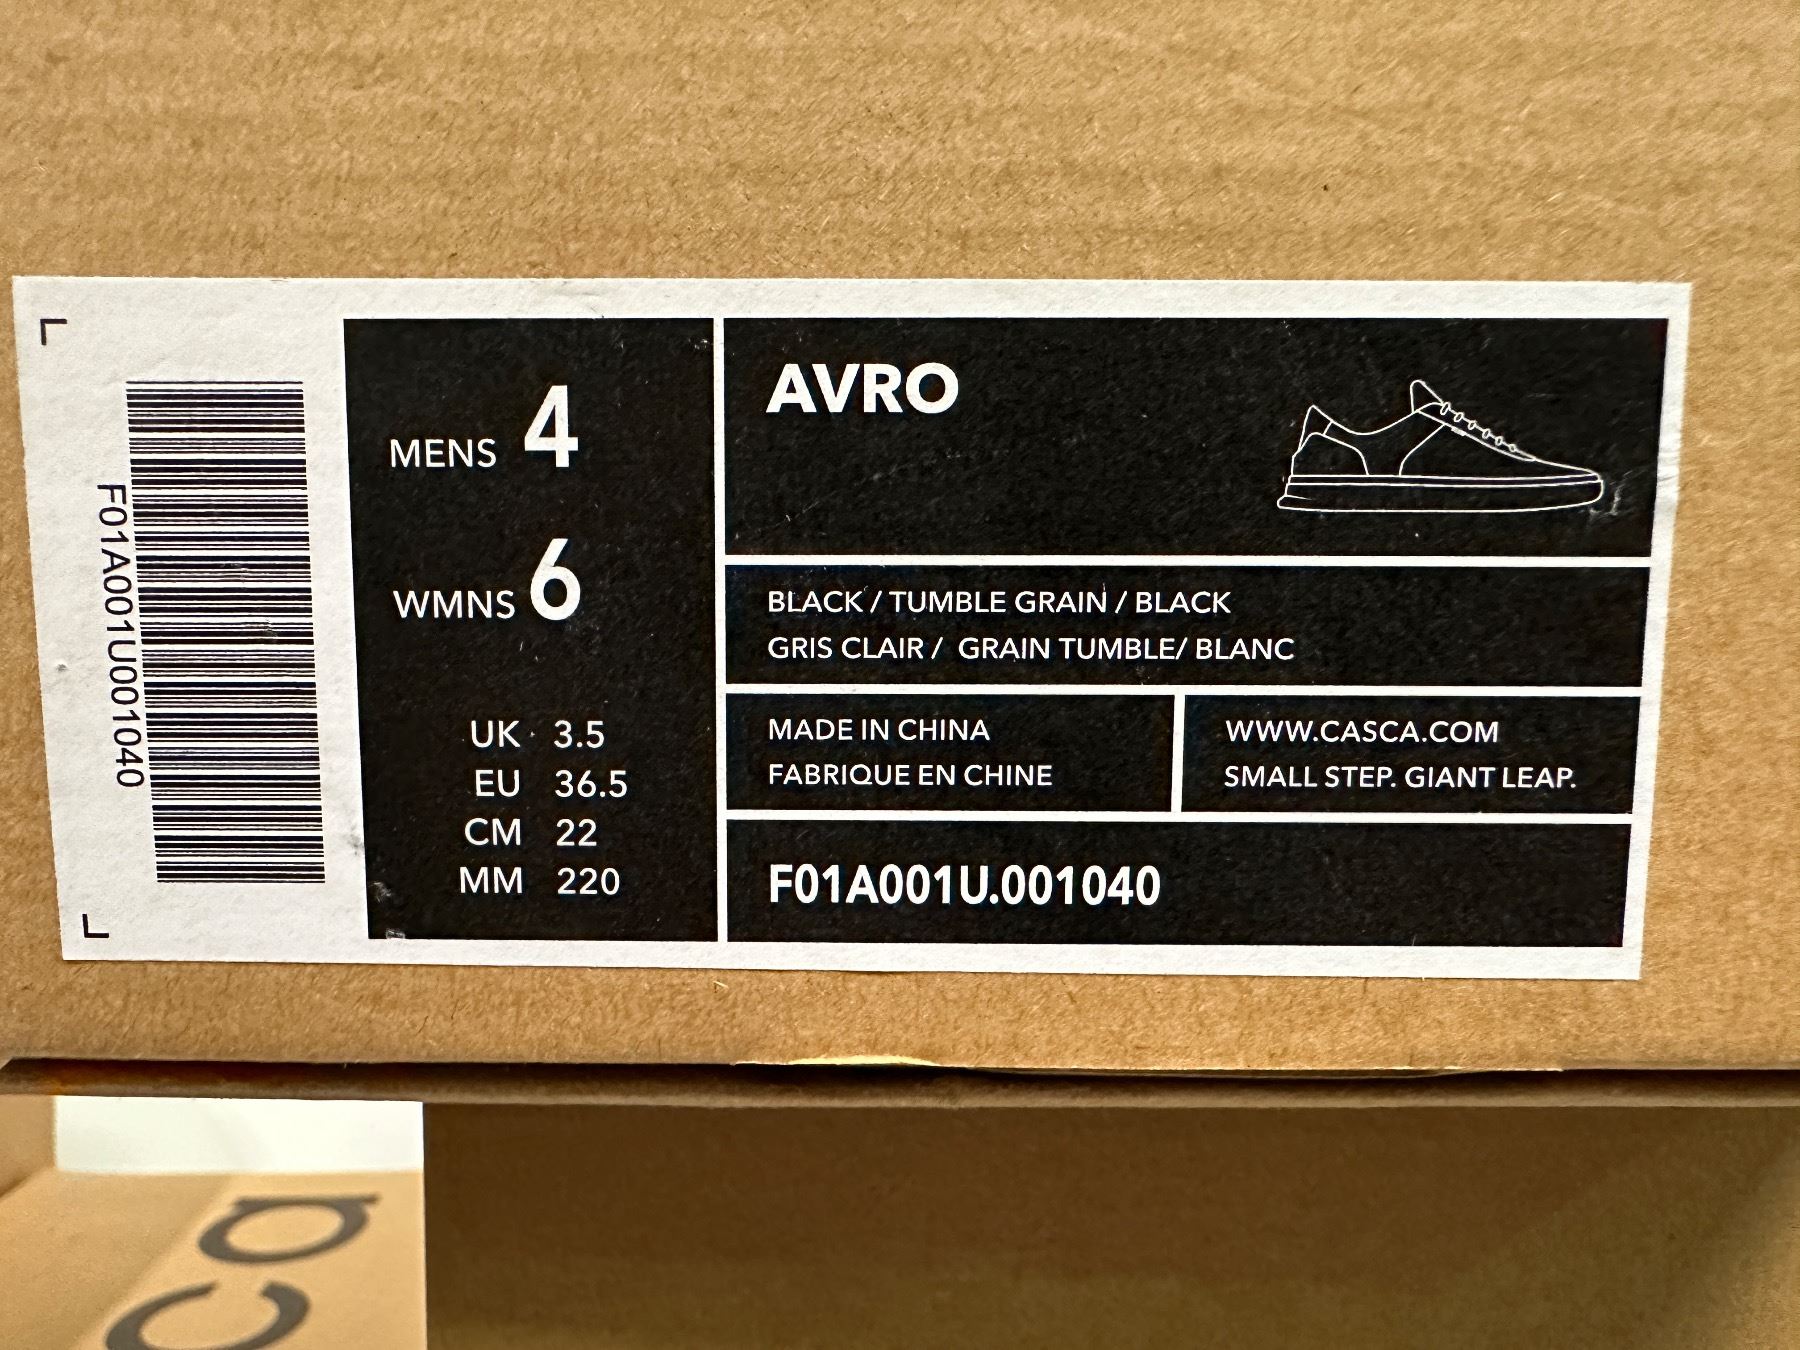 F01A001U001040
MENS 4
WMNS 6
UK 3.5
EU 36.5
CM 22
MM 220
AVRO
BLACK / TUMBLE GRAIN / BLACK
GRIS CLAIR / GRAIN TUMBLE/ BLANC
MADE IN CHINA
FABRIQUE EN CHINE
WWW.CASCA.COM
SMALL STEP. GIANT LEAP.
F01A001U.001040
ca